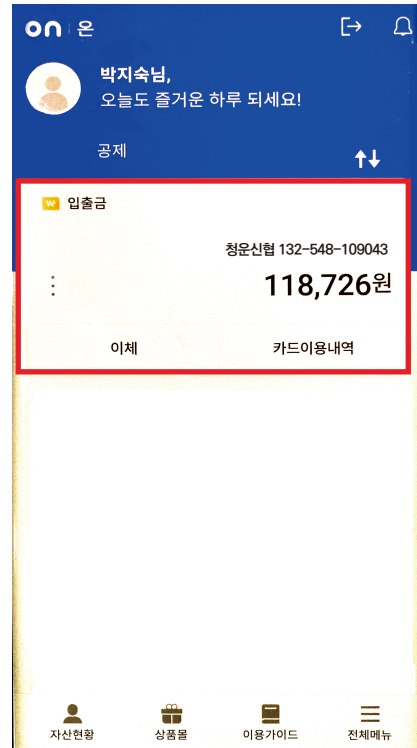 on 온
박지숙님,
오늘도 즐거운 하루 되세요!
공제
입출금
청운신협 132-548-109043
118,726원
이체 카드이용내역
자산현황 상품몰 이용가이드 전체메뉴